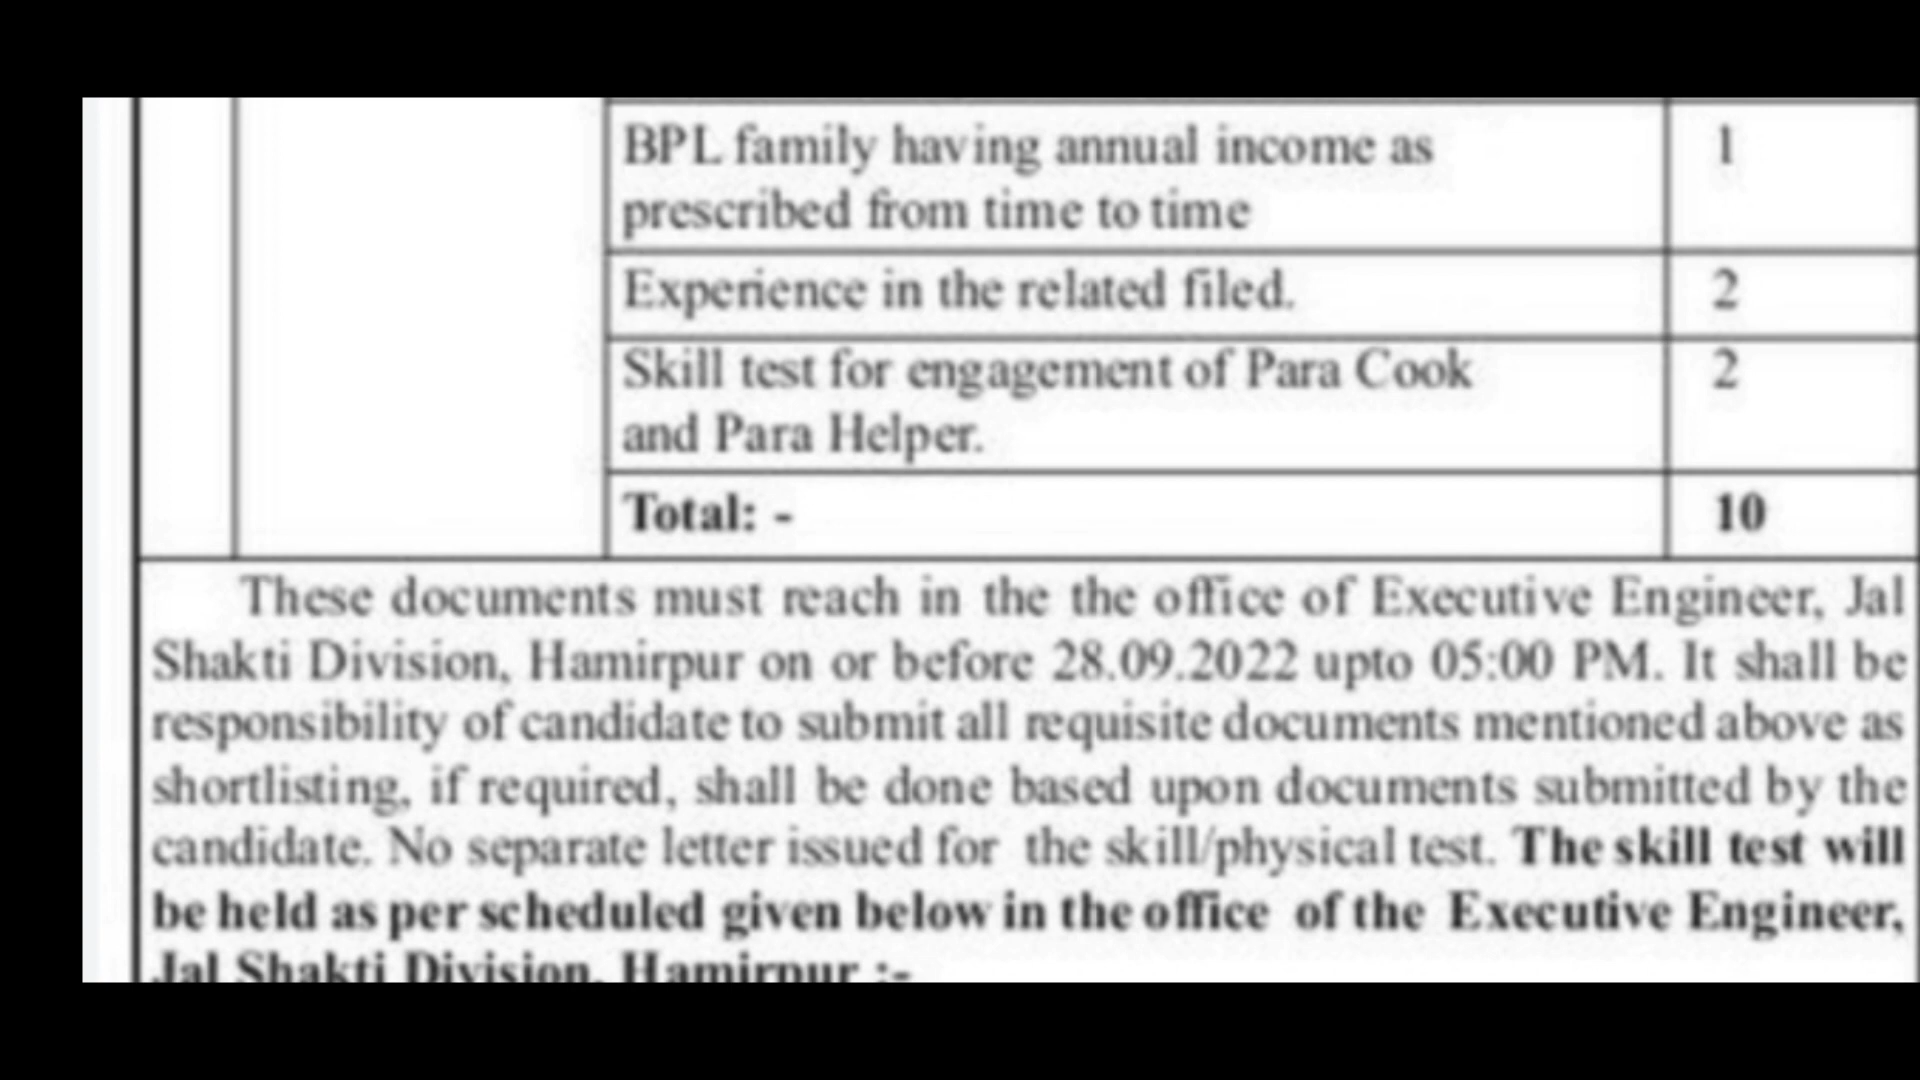 BPL family having annual income as 1
prescribed from time to time
Experience in the related filed. 2
Skill test for engagement of Para Cook 2
and Para Helper.
Total: - 10
These documents must reach in the the office of Executive Engineer, Jal
Shakti Division, Hamirpur on or before 28.09.2022 upto 05:00 PM. It shall be
responsibility of candidate to submit all requisite documents mentioned above as
shortlisting, if required, shall be done based upon documents submitted by the
candidate. No separate letter issued for the skill/physical test. The skill test will
be held as per scheduled given below in the office of the Executive Engineer,
Jal Shakti Division, Hamirpur :-